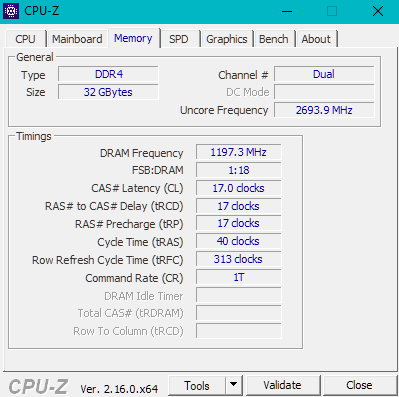 CPU-Z
CPU Mainboard Memory SPD Graphics Bench About
General
Type DDR4 Channel # Dual
Size 32 GBytes DC Mode
Uncore Frequency 2693.9 MHz
Timings
DRAM Frequency 1197.3 MHz
FSB:DRAM 1:18
CAS# Latency (CL) 17.0 clocks
RAS# to CAS# Delay (tRCD) 17 clocks
RAS# Precharge (tRP) 17 clocks
Cycle Time (tRAS) 40 clocks
Row Refresh Cycle Time (tRFC) 313 clocks
Command Rate (CR) 1T
DRAM Idle Timer
Total CAS# (tRDRAM)
Row To Column (tRCD)
CPU-Z Ver. 2.16.0.x64 Tools Validate Close